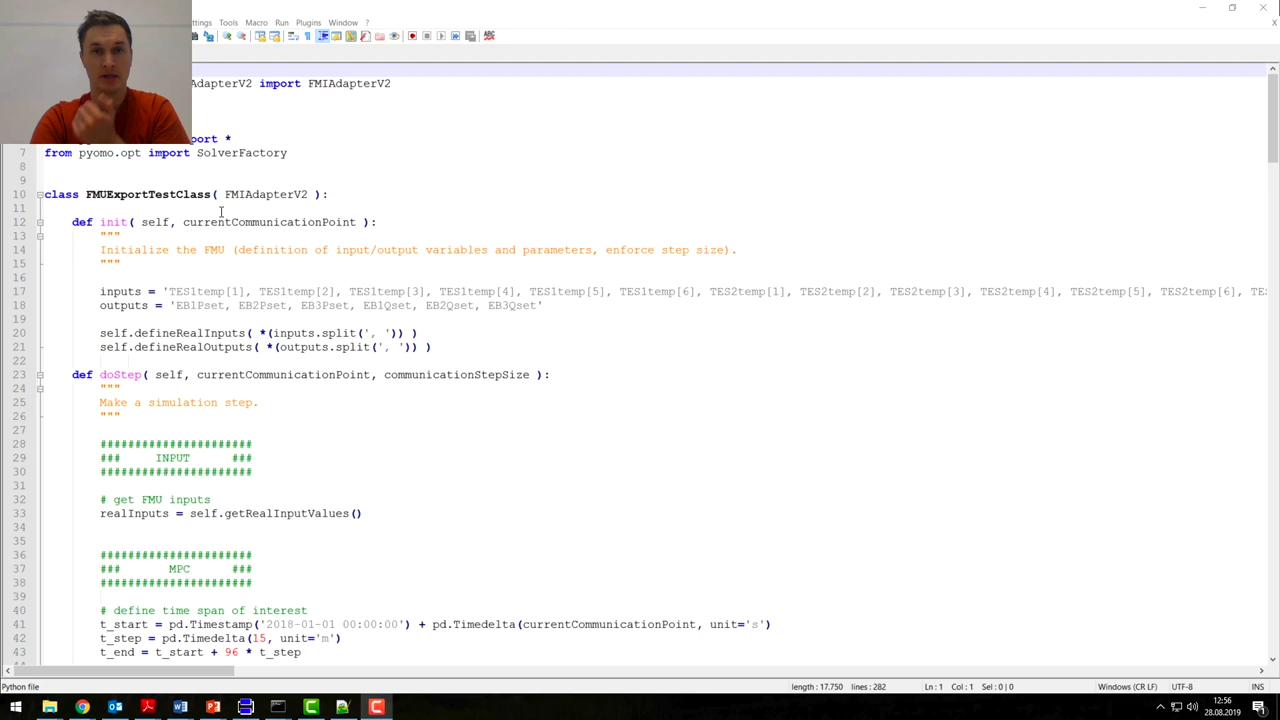 ttings Tools Macro Run Plugins Window ?
AdapterV2 import FMIAdapterV2
port *
7 from pyomo.opt import SolverFactory
8
9
10 class FMUExportTestClass( FMIAdapterV2 ):
11
12 def init( self, currentCommunicationPoint ):
13 """
14 Initialize the FMU (definition of input/output variables and parameters, enforce step size).
15 """
16
17 inputs = 'TES1temp[1], TES1temp[2], TES1temp[3], TES1temp[4], TES1temp[5], TES1temp[6], TES2temp[1], TES2temp[2], TES2temp[3], TES2temp[4], TES2temp[5], TES2temp[6], TES
18 outputs = 'EB1Pset, EB2Pset, EB3Pset, EB1Qset, EB2Qset, EB3Qset'
19
20 self.defineRealInputs( *(inputs.split(', ')) )
21 self.defineRealOutputs( *(outputs.split(', ')) )
22
23 def doStep( self, currentCommunicationPoint, communicationStepSize ):
24 """
25 Make a simulation step.
26 """
27
28 ######################
29 ### INPUT ###
30 ######################
31
32 # get FMU inputs
33 realInputs = self.getRealInputValues()
34
35
36 ######################
37 ### MPC ###
38 ######################
39
40 # define time span of interest
41 t_start = pd.Timestamp('2018-01-01 00:00:00') + pd.Timedelta(currentCommunicationPoint, unit='s')
42 t_step = pd.Timedelta(15, unit='m')
43 t_end = t_start + 96 * t_step
Python file length : 17.750 lines : 282 Ln : 1 Col : 1 Sel : 0 | 0 Windows (CR LF) UTF-8 INS
12:56
28.08.2019